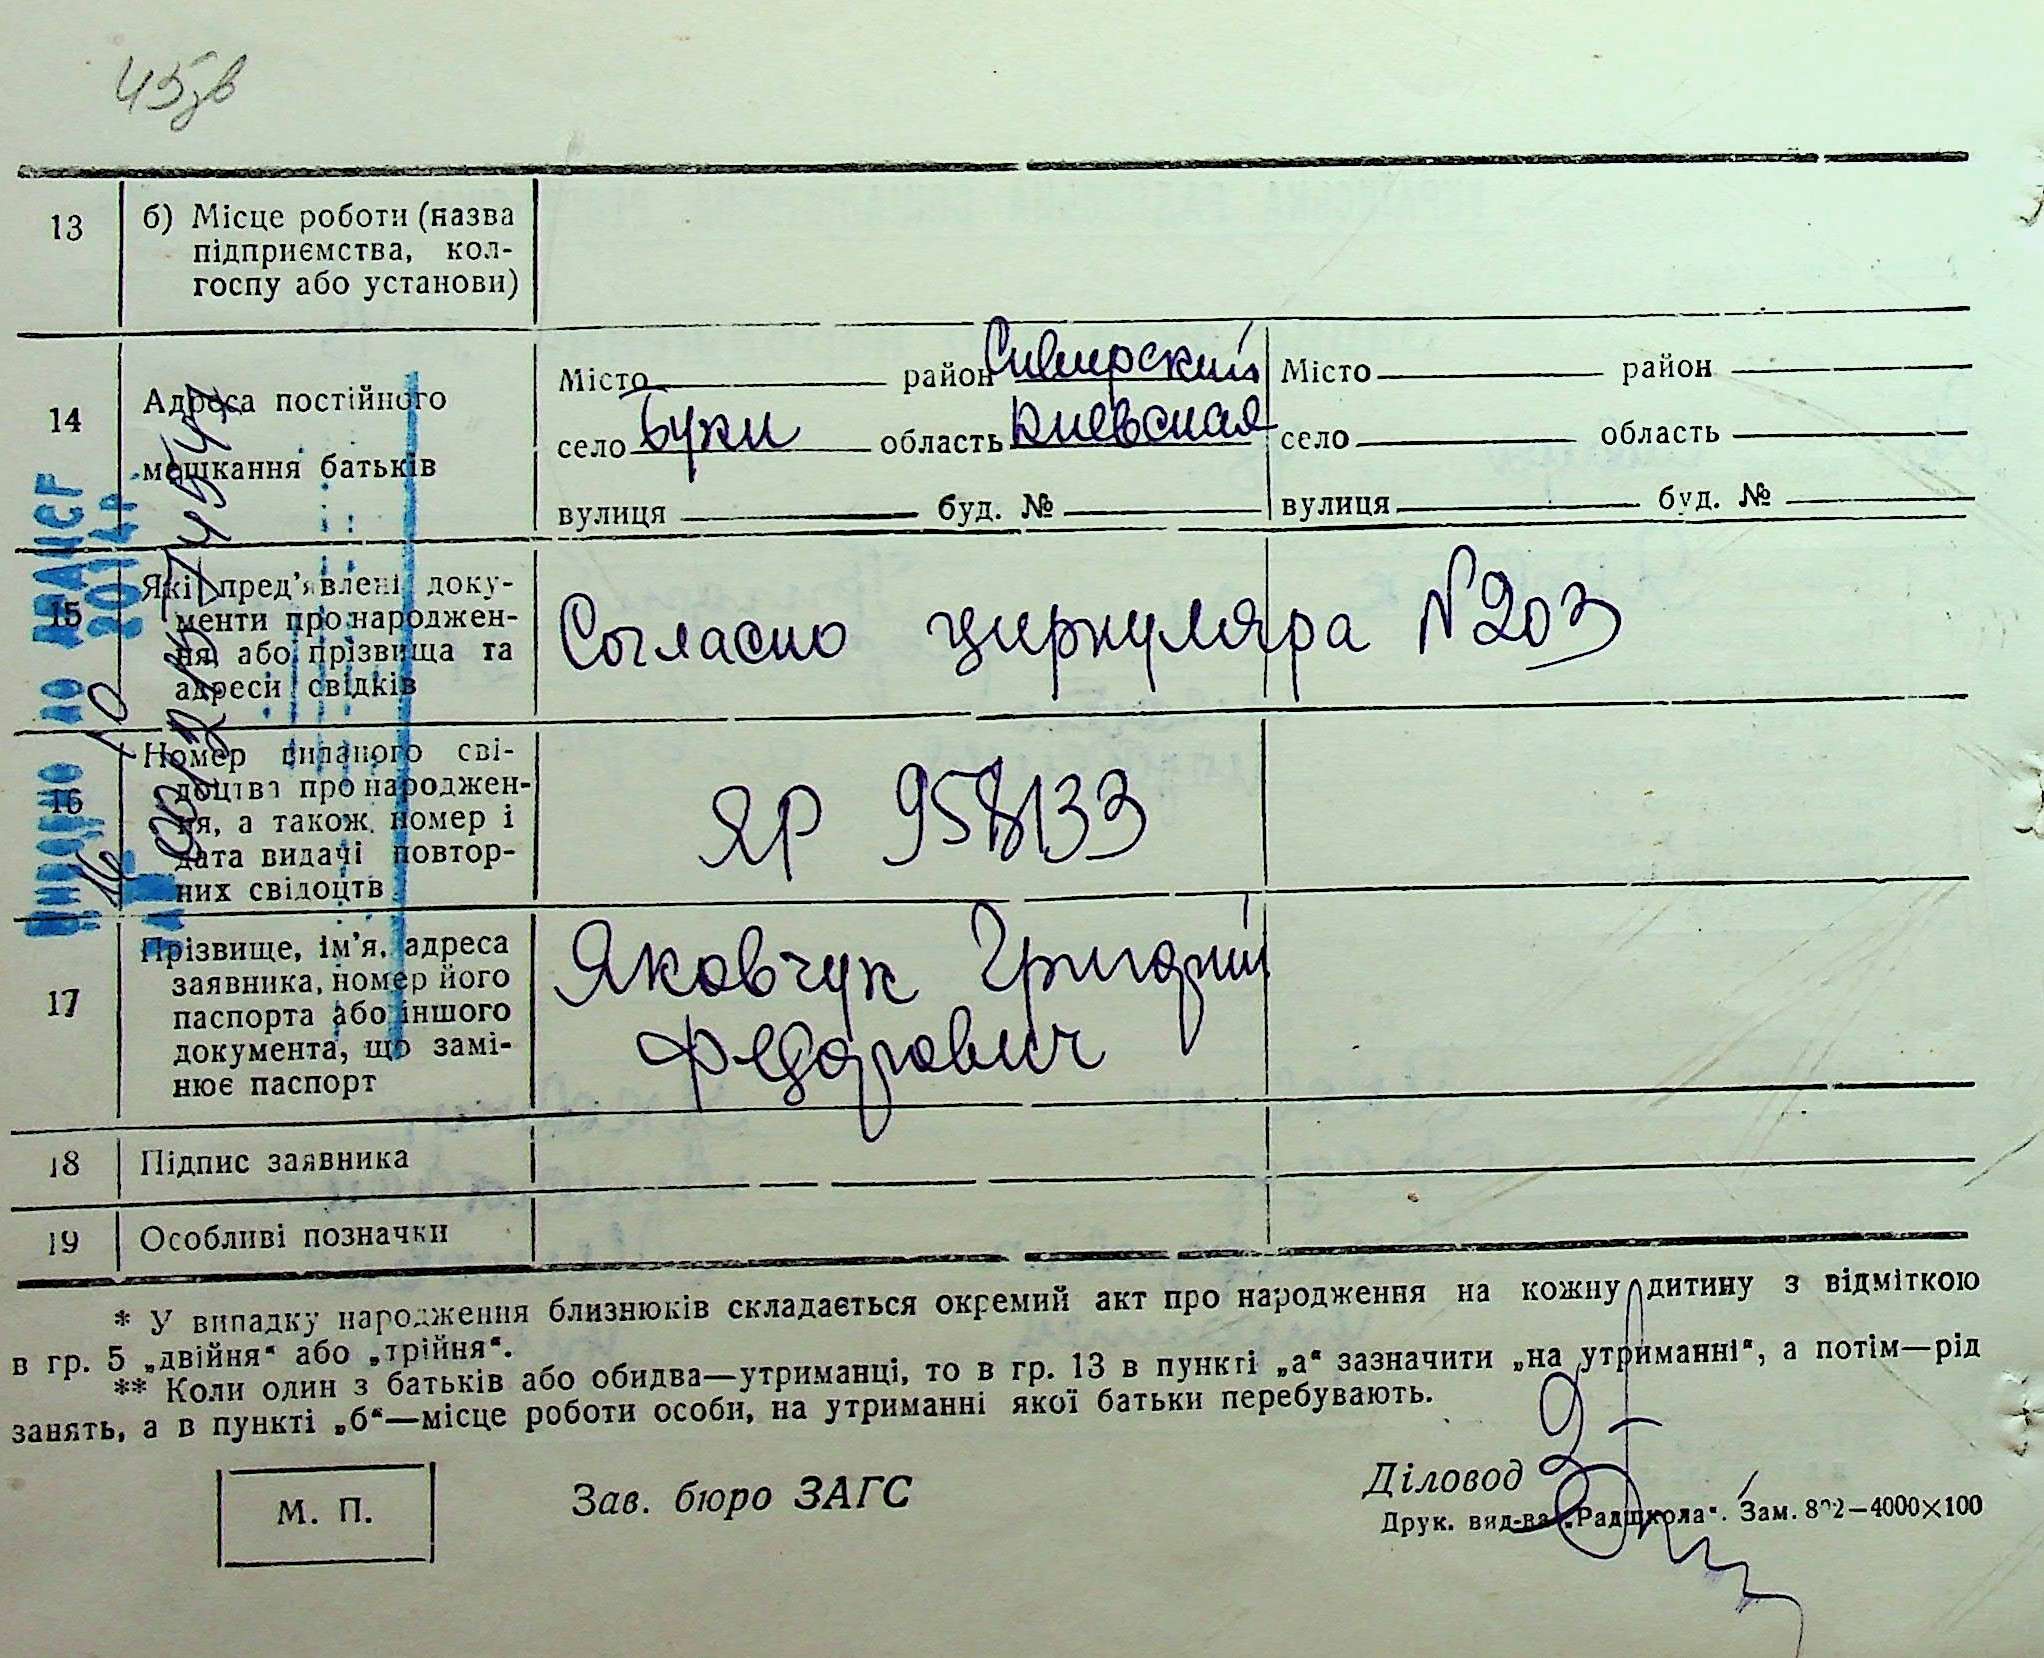 45зв
13 б) Місце роботи (назва
підприємства, кол-
госпу або установи)
14 Адреса постійного
мешкання батьків
Місто район Сквирский
село Буки область Киевская
вулиця буд. №
Місто район
село область
вулиця буд. №
15 Які пред'явлені доку-
менти про народжен-
ня, або прізвища та
адреси свідків
Согласно циркуляра №203
16 Номер виданого сві-
доцтва про народжен-
ня, а також номер і
дата видачі повтор-
них свідоцтв
ЯР 958133
17 Прізвище, ім'я, адреса
заявника, номер його
паспорта або іншого
документа, що замі-
нює паспорт
Яковчук Григорий
Федорович
18 Підпис заявника
19 Особливі позначки
* У випадку народження близнюків складається окремий акт про народження на кожну дитину з відміткою
в гр. 5 „двійня“ або „трійня“.
** Коли один з батьків або обидва—утриманці, то в гр. 13 в пункті „а“ зазначити „на утриманні“, а потім—рід
занять, а в пункті „б“—місце роботи особи, на утриманні якої батьки перебувають.
М. П.
Зав. бюро ЗАГС
Діловод
Друк. вид-ва „Радшкола“. Зам. 802—4000×100
ВНЕСЕНО ДО ДРАЦСГ
16 10 2014р.